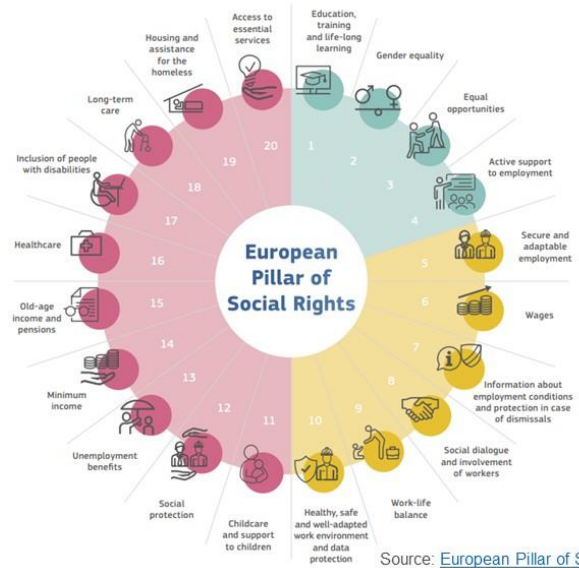 European
Pillar of
Social Rights
1
Education,
training
and life-long
learning
2
Gender equality
3
Equal
opportunities
4
Active support
to employment
5
Secure and
adaptable
employment
6
Wages
7
Information about
employment conditions
and protection in case
of dismissals
8
Social dialogue
and involvement
of workers
9
Work-life
balance
10
Healthy, safe
and well-adapted
work environment
and data
protection
11
Childcare
and support
to children
12
Social
protection
13
Unemployment
benefits
14
Minimum
income
15
Old-age
income and
pensions
16
Healthcare
17
Inclusion of people
with disabilities
18
Long-term
care
19
Housing and
assistance
for the
homeless
20
Access to
essential
services
Source: European Pillar of S